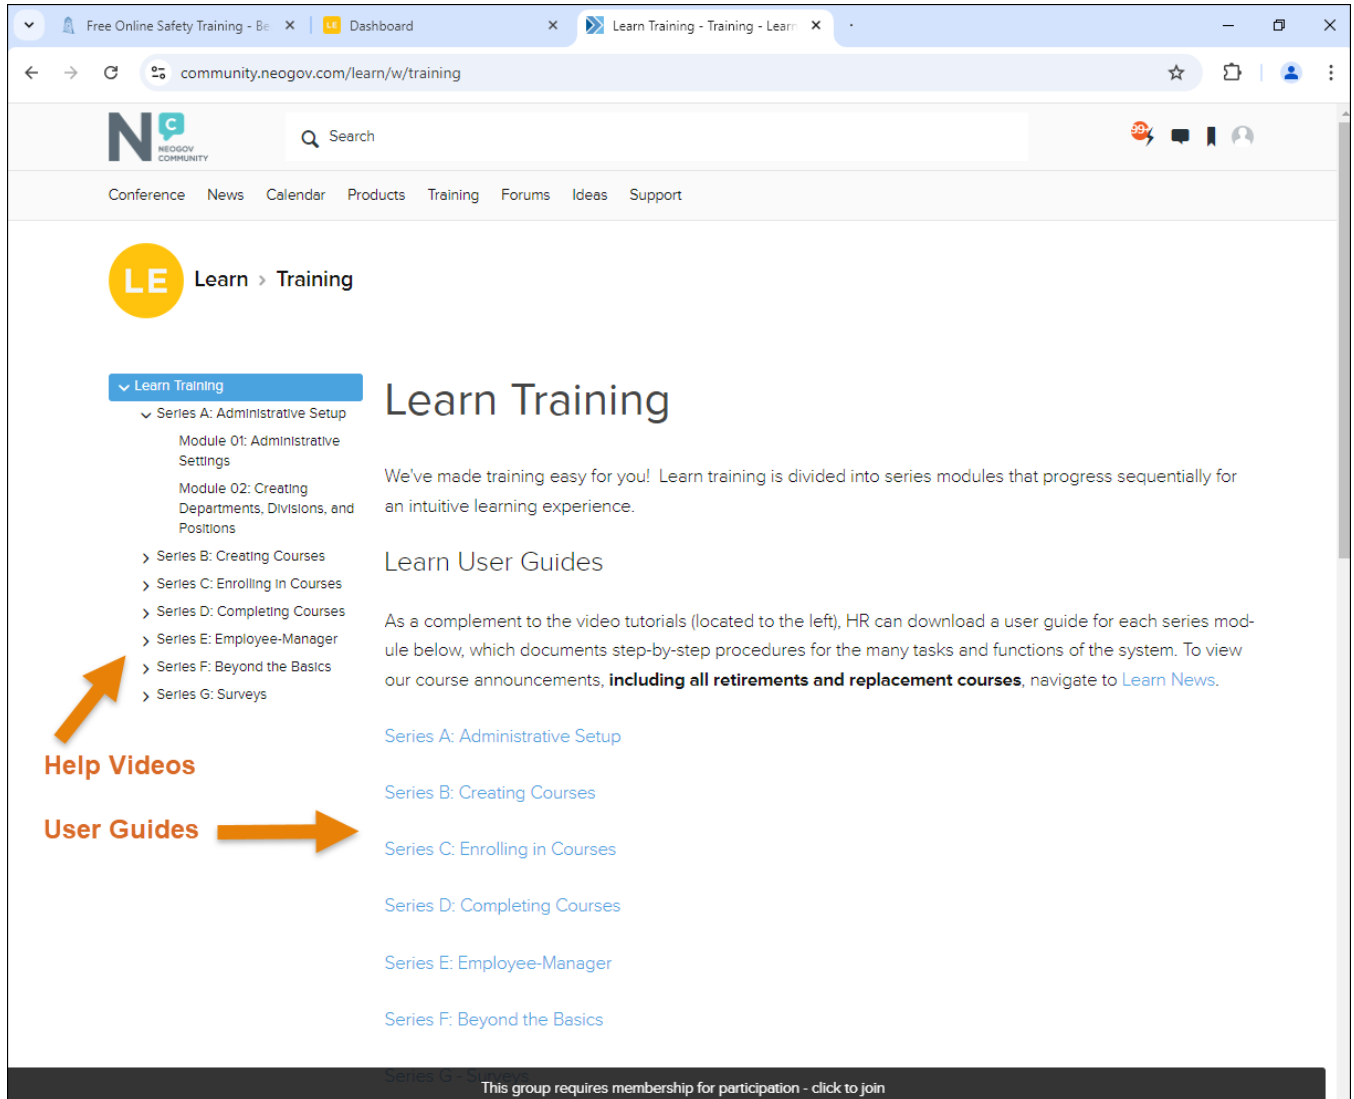 Free Online Safety Training - Be
LE Dashboard
Learn Training - Training - Learn
community.neogov.com/learn/w/training
N C
NEOGOV
COMMUNITY
Search
99+
Conference News Calendar Products Training Forums Ideas Support
LE Learn > Training
Learn Training
Series A: Administrative Setup
Module 01: Administrative
Settings
Module 02: Creating
Departments, Divisions, and
Positions
Series B: Creating Courses
Series C: Enrolling in Courses
Series D: Completing Courses
Series E: Employee-Manager
Series F: Beyond the Basics
Series G: Surveys
Help Videos
User Guides
Learn Training
We've made training easy for you! Learn training is divided into series modules that progress sequentially for
an intuitive learning experience.
Learn User Guides
As a complement to the video tutorials (located to the left), HR can download a user guide for each series mod-
ule below, which documents step-by-step procedures for the many tasks and functions of the system. To view
our course announcements, including all retirements and replacement courses, navigate to Learn News.
Series A: Administrative Setup
Series B: Creating Courses
Series C: Enrolling in Courses
Series D: Completing Courses
Series E: Employee-Manager
Series F: Beyond the Basics
Series G - Surveys
This group requires membership for participation - click to join